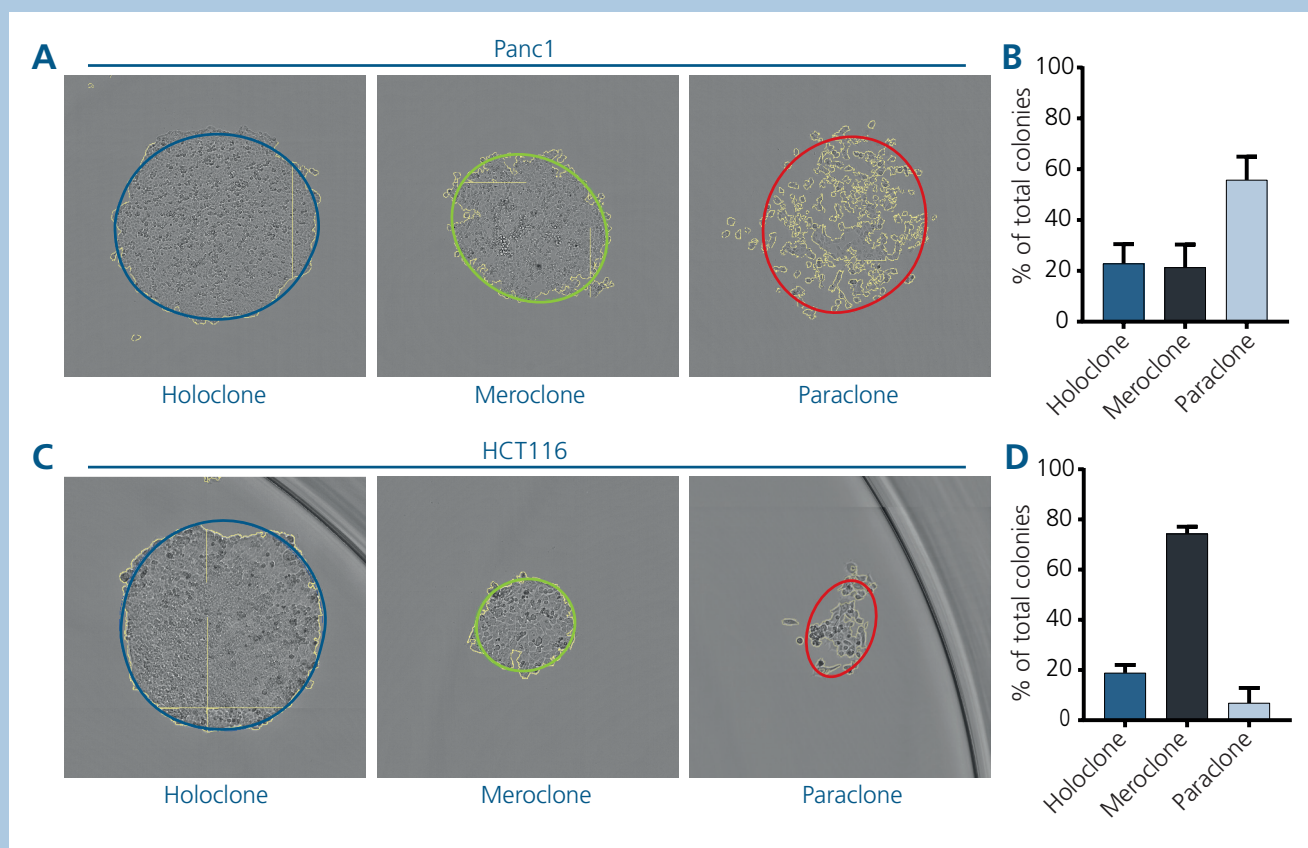 A
Panc1
Holoclone
Meroclone
Paraclone
B
% of total colonies
100
80
60
40
20
0
Holoclone
Meroclone
Paraclone
C
HCT116
Holoclone
Meroclone
Paraclone
D
% of total colonies
100
80
60
40
20
0
Holoclone
Meroclone
Paraclone